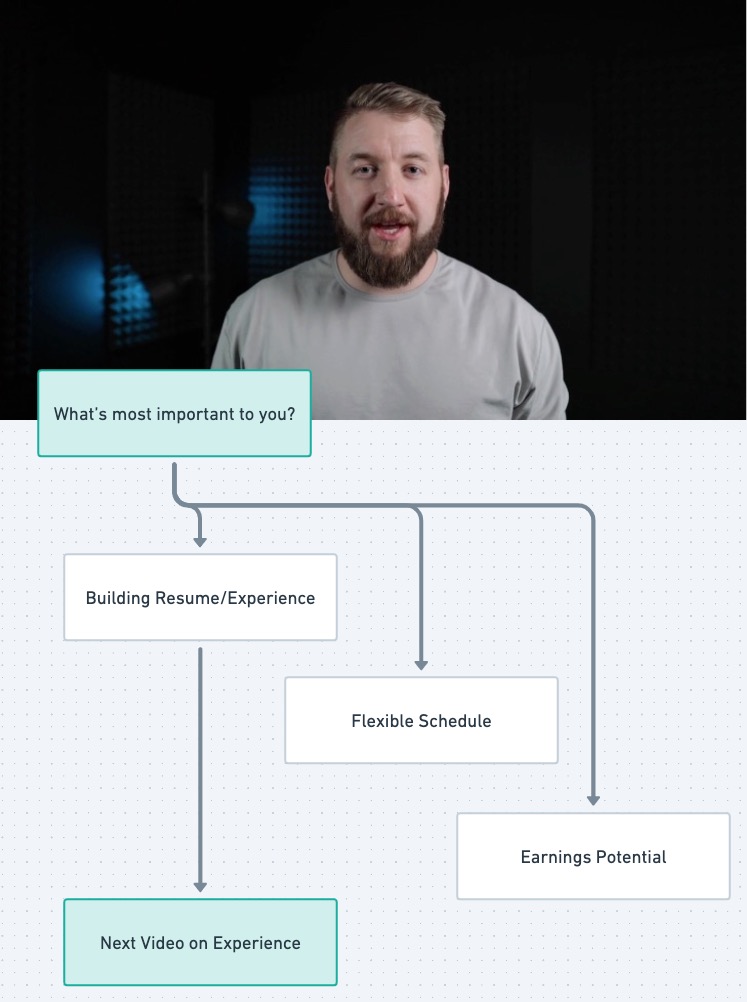 What's most important to you?
Building Resume/Experience
Flexible Schedule
Earnings Potential
Next Video on Experience